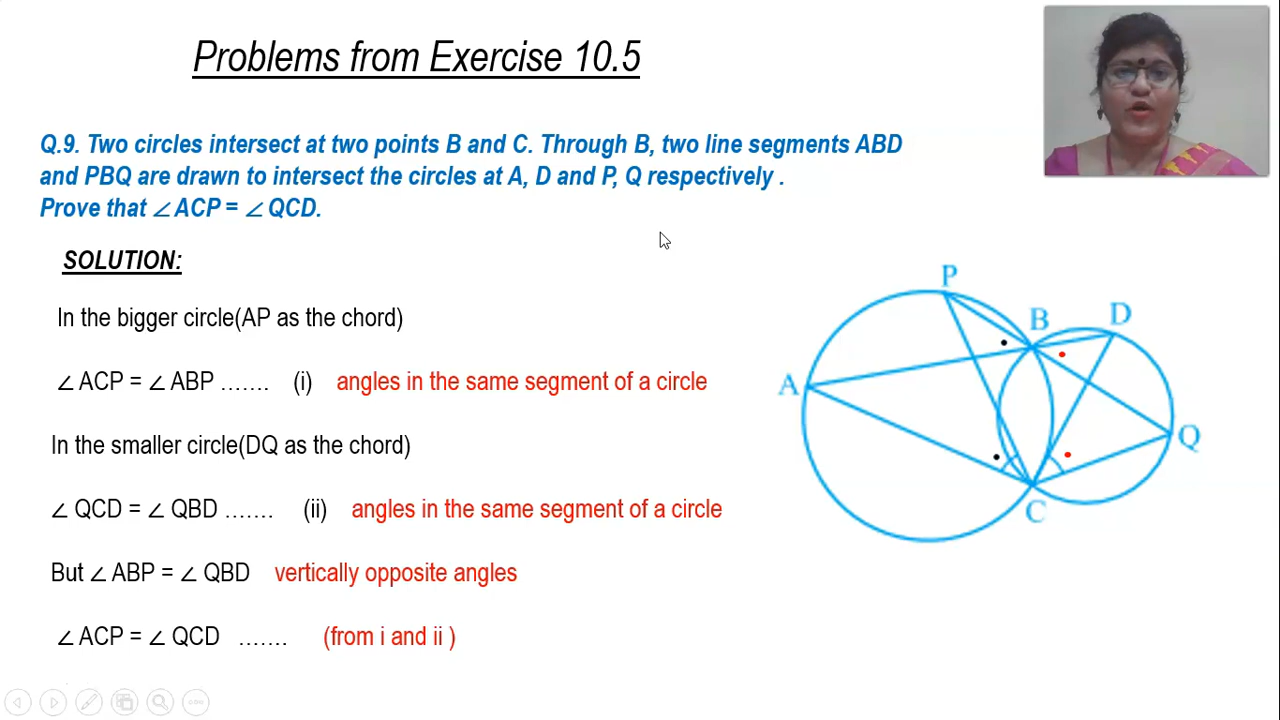 Problems from Exercise 10.5
Q.9. Two circles intersect at two points B and C. Through B, two line segments ABD
and PBQ are drawn to intersect the circles at A, D and P, Q respectively .
Prove that ∠ACP = ∠ QCD.
SOLUTION:
In the bigger circle(AP as the chord)
∠ ACP = ∠ ABP ....... (i) angles in the same segment of a circle
In the smaller circle(DQ as the chord)
∠ QCD = ∠ QBD ....... (ii) angles in the same segment of a circle
But ∠ ABP = ∠ QBD vertically opposite angles
∠ ACP = ∠ QCD ....... (from i and ii )
P
B
D
A
Q
C